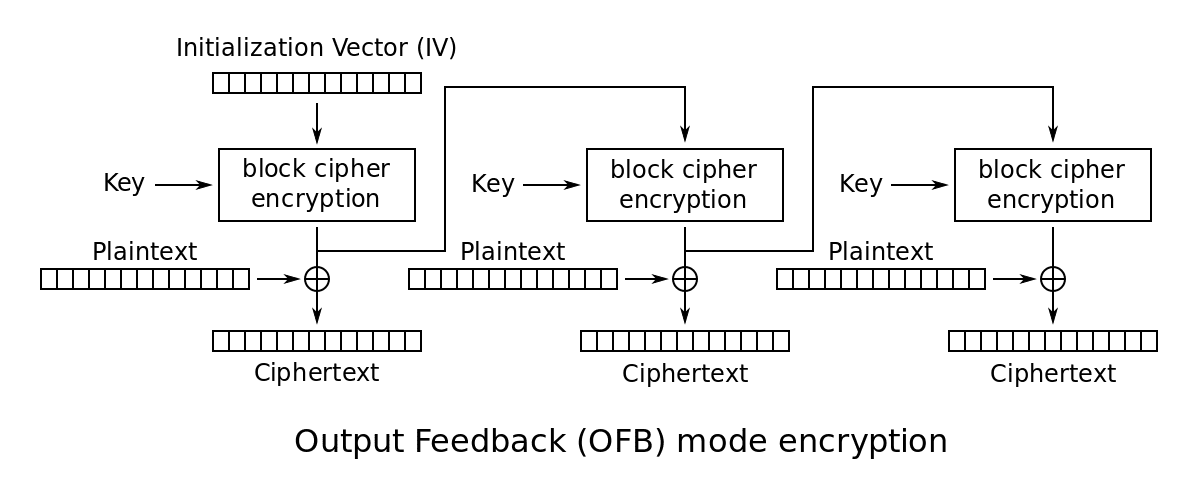 Initialization Vector (IV)
Key
block cipher
encryption
Key
block cipher
encryption
Key
block cipher
encryption
Plaintext
Plaintext
Plaintext
Ciphertext
Ciphertext
Ciphertext
Output Feedback (OFB) mode encryption